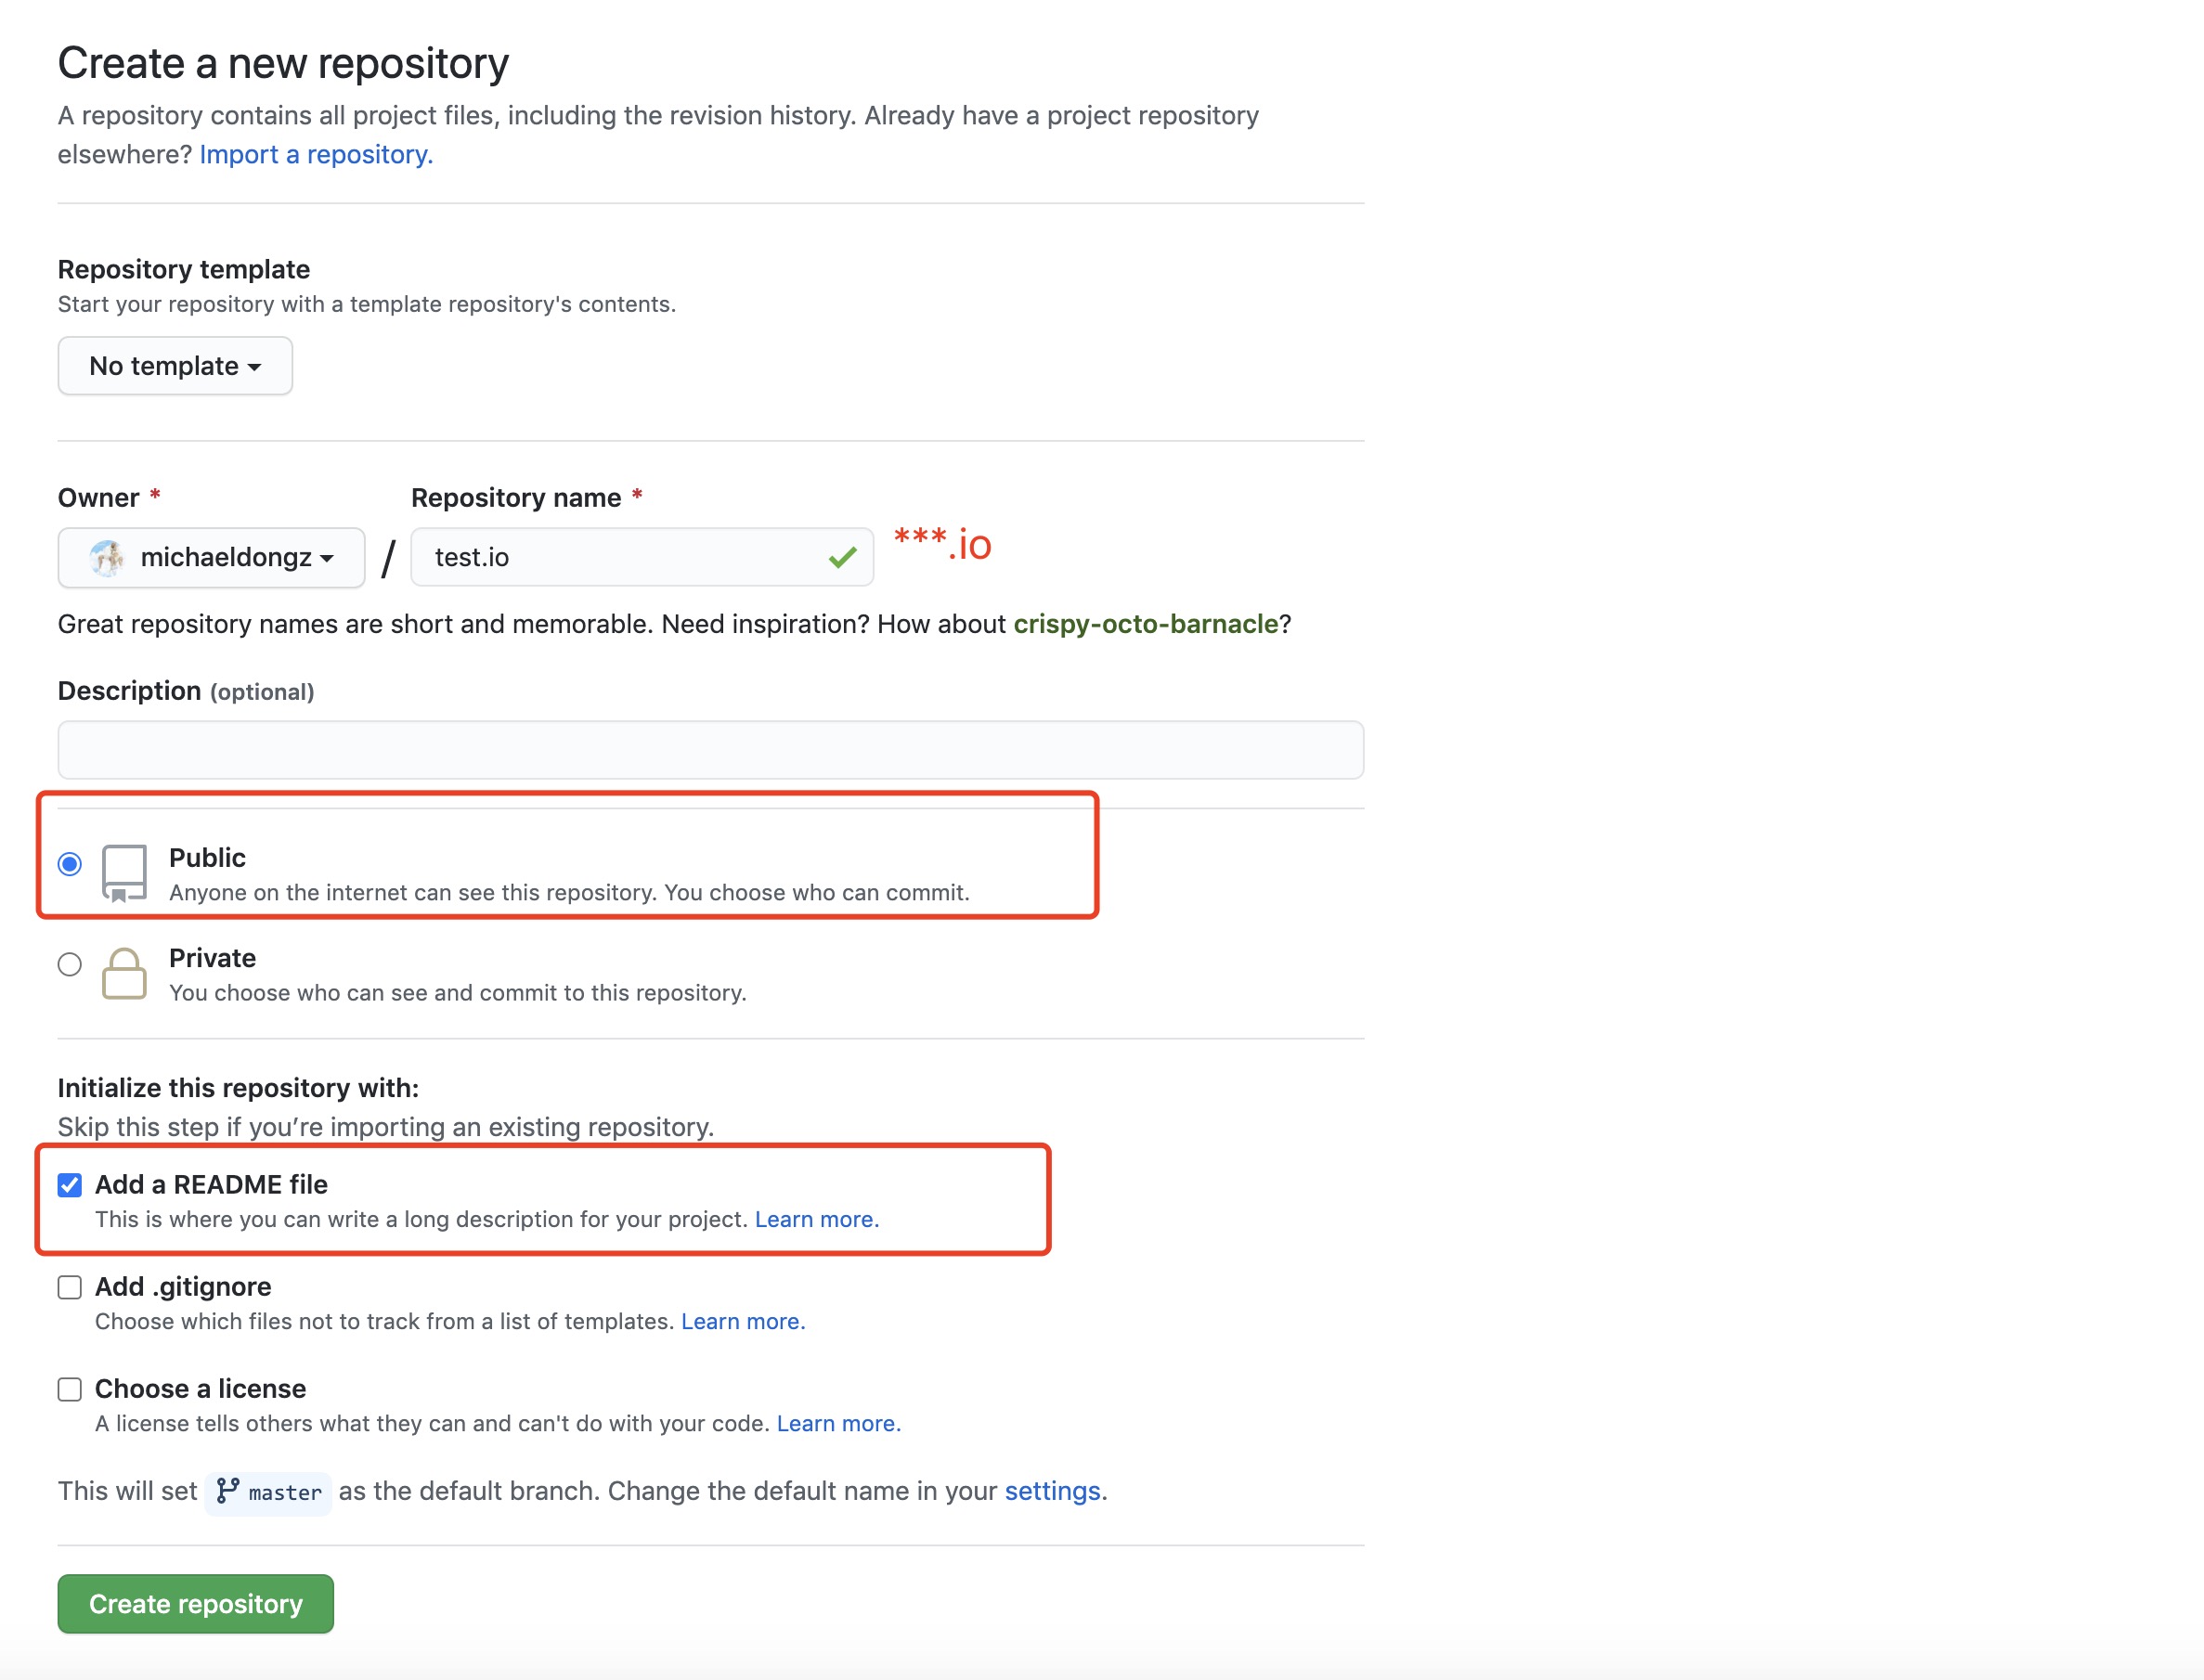 Create a new repository
A repository contains all project files, including the revision history. Already have a project repository
elsewhere? Import a repository.
Repository template
Start your repository with a template repository's contents.
No template
Owner *
Repository name *
michaeldongz / test.io
***.io
Great repository names are short and memorable. Need inspiration? How about crispy-octo-barnacle?
Description (optional)
Public
Anyone on the internet can see this repository. You choose who can commit.
Private
You choose who can see and commit to this repository.
Initialize this repository with:
Skip this step if you’re importing an existing repository.
Add a README file
This is where you can write a long description for your project. Learn more.
Add .gitignore
Choose which files not to track from a list of templates. Learn more.
Choose a license
A license tells others what they can and can't do with your code. Learn more.
This will set master as the default branch. Change the default name in your settings.
Create repository